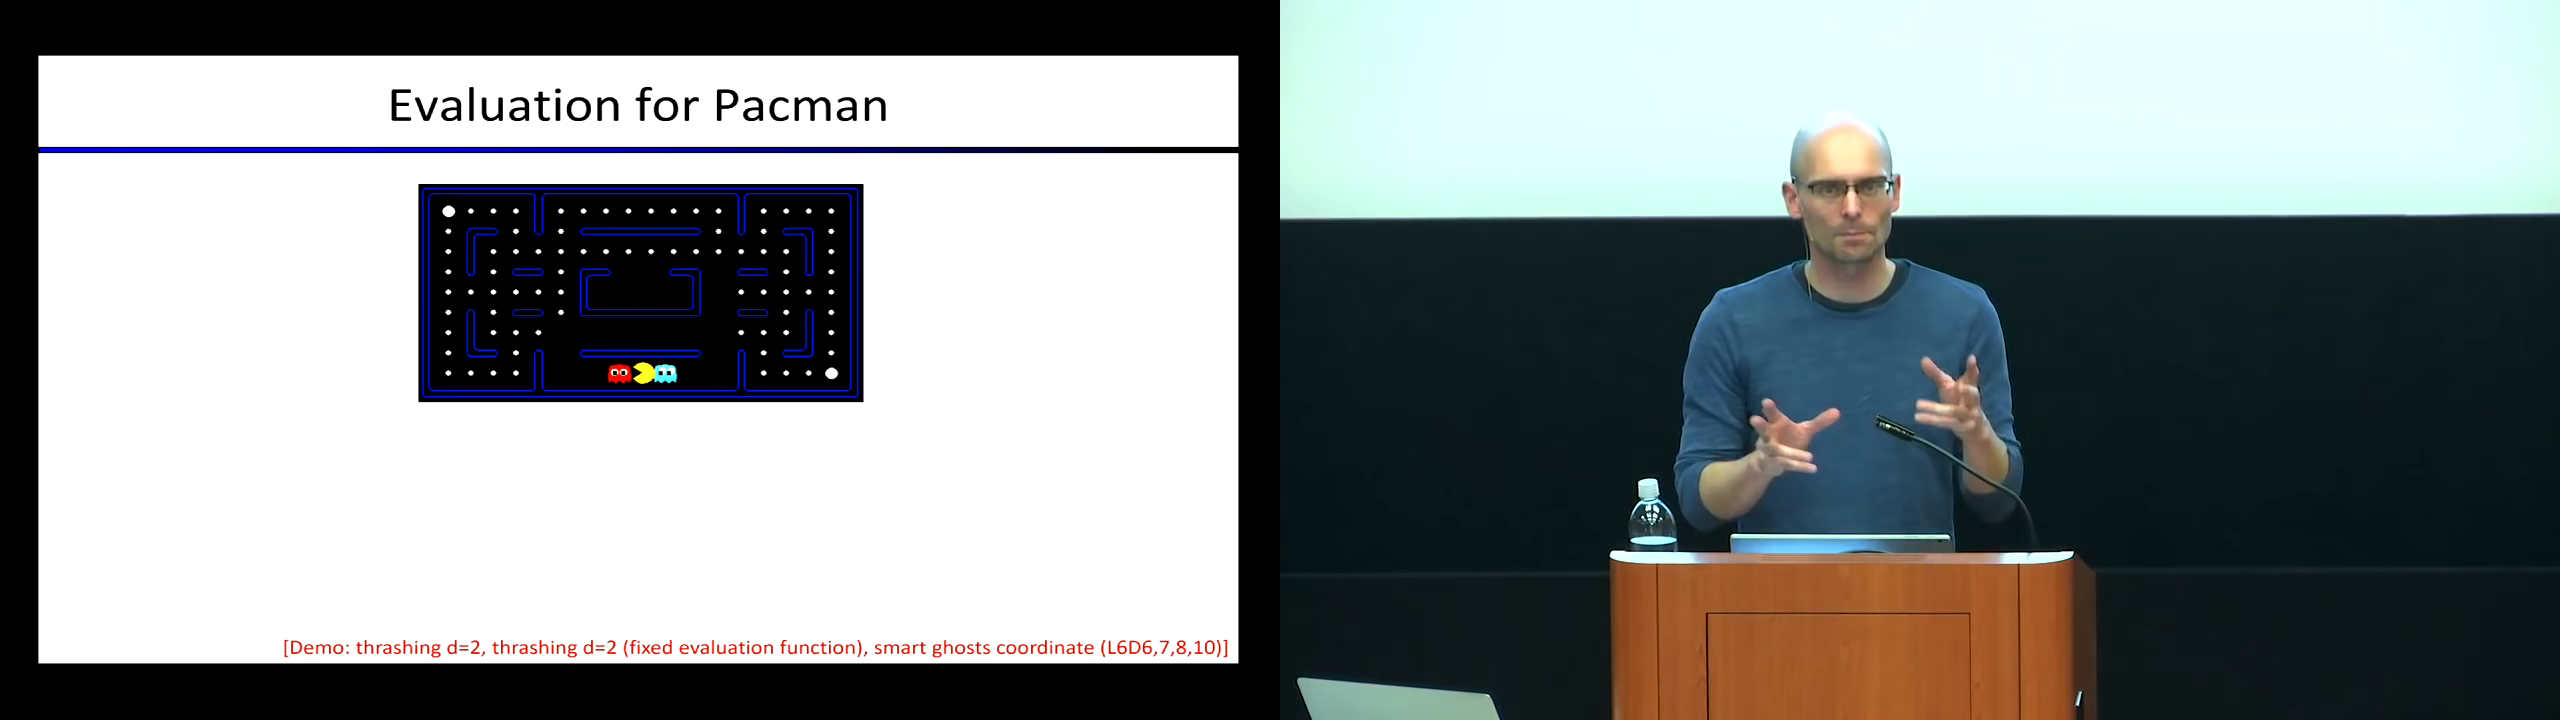 Evaluation for Pacman
[Demo: thrashing d=2, thrashing d=2 (fixed evaluation function), smart ghosts coordinate (L6D6,7,8,10)]